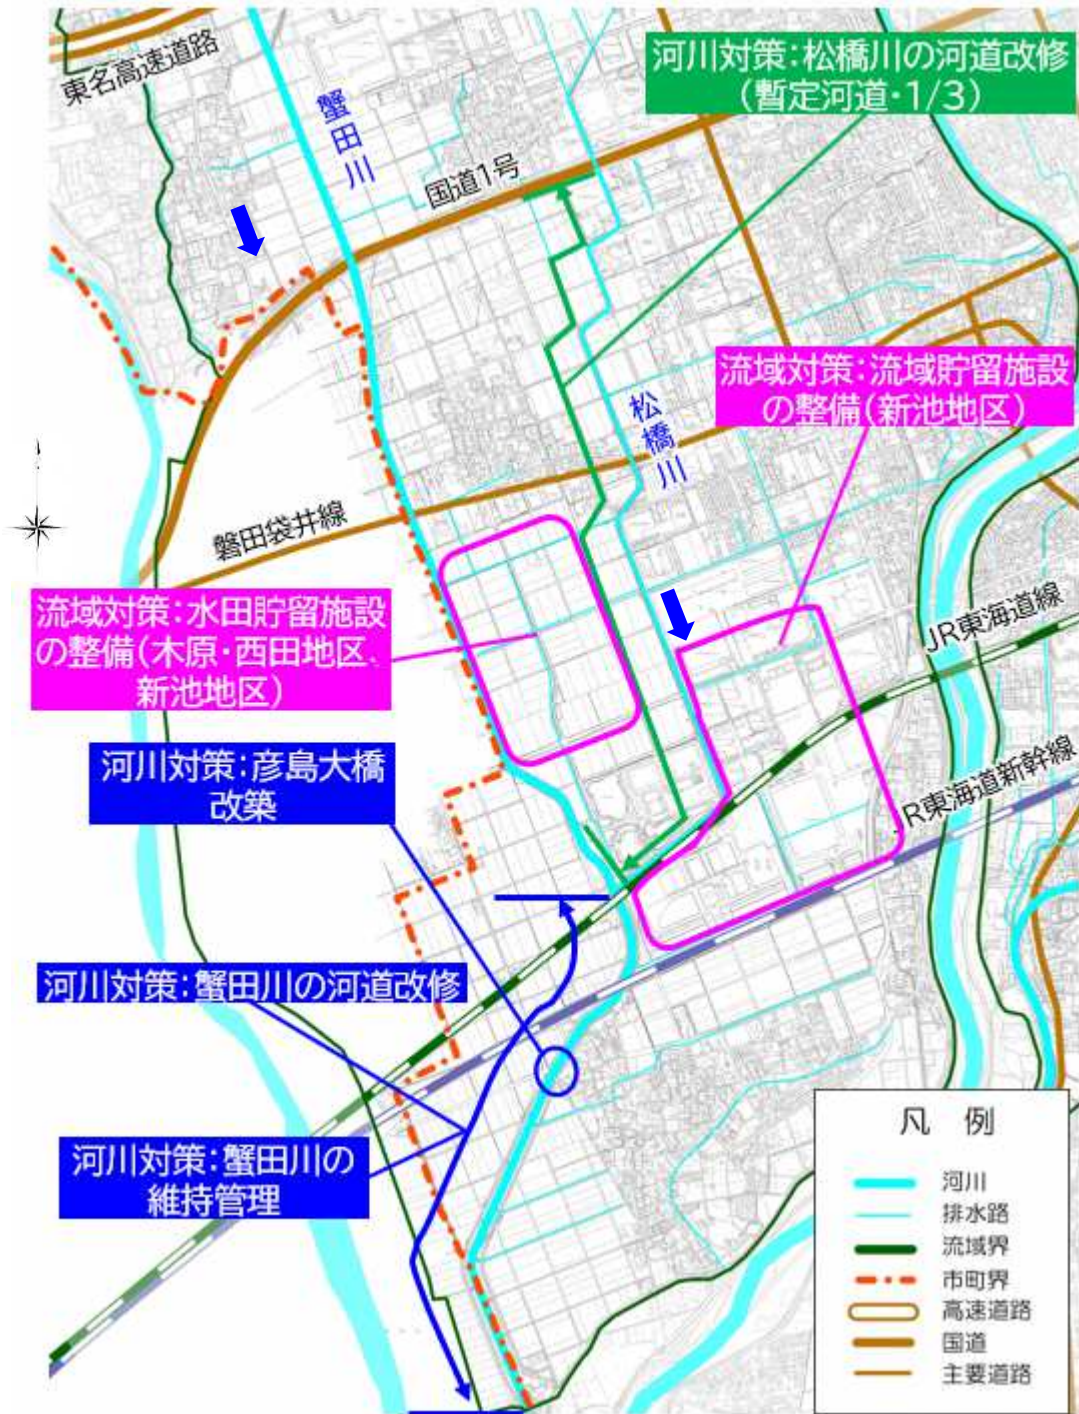 東名高速道路
蟹田川
国道1号
河川対策:松橋川の河道改修
(暫定河道・1/3)
流域対策:流域貯留施設
の整備(新池地区)
松橋川
磐田袋井線
流域対策:水田貯留施設
の整備(木原・西田地区、
新池地区)
JR東海道線
JR東海道新幹線
河川対策:彦島大橋
改築
河川対策:蟹田川の河道改修
河川対策:蟹田川の
維持管理
凡 例
河川
排水路
流域界
市町界
高速道路
国道
主要道路